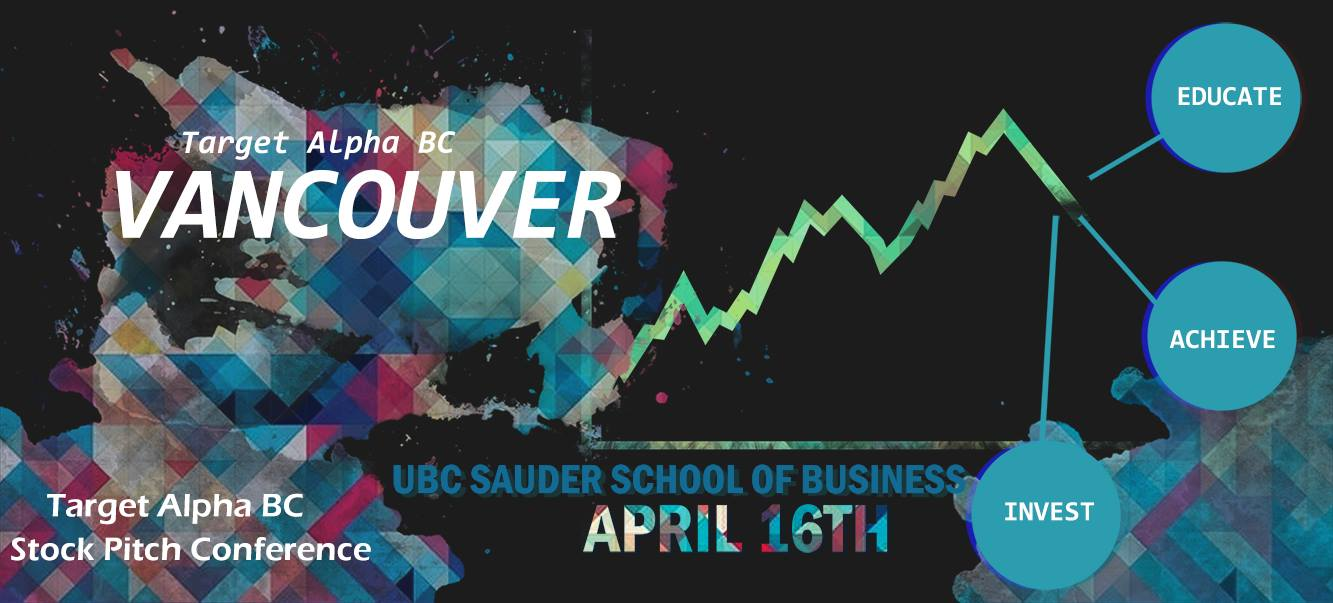 Target Alpha BC
VANCOUVER
EDUCATE
ACHIEVE
INVEST
UBC SAUDER SCHOOL OF BUSINESS
APRIL 16TH
Target Alpha BC
Stock Pitch Conference